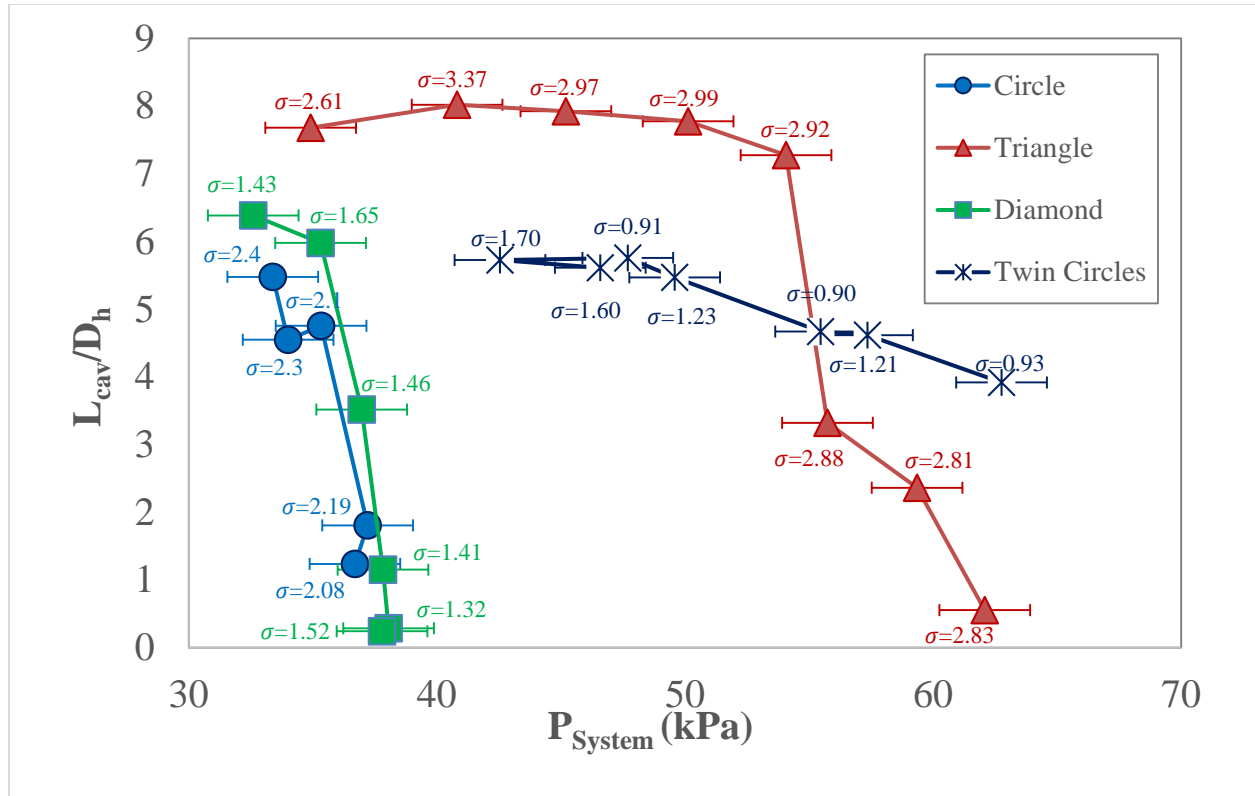 9
8
7
6
5
4
3
2
1
0
L_cav/D_h
30
40
50
60
70
P_System (kPa)
Circle
Triangle
Diamond
Twin Circles
σ=2.61
σ=3.37
σ=2.97
σ=2.99
σ=2.92
σ=2.88
σ=2.81
σ=2.83
σ=1.43
σ=1.65
σ=1.46
σ=1.41
σ=1.32
σ=1.52
σ=2.4
σ=2.1
σ=2.3
σ=2.19
σ=2.08
σ=1.70
σ=0.91
σ=1.60
σ=1.23
σ=0.90
σ=1.21
σ=0.93